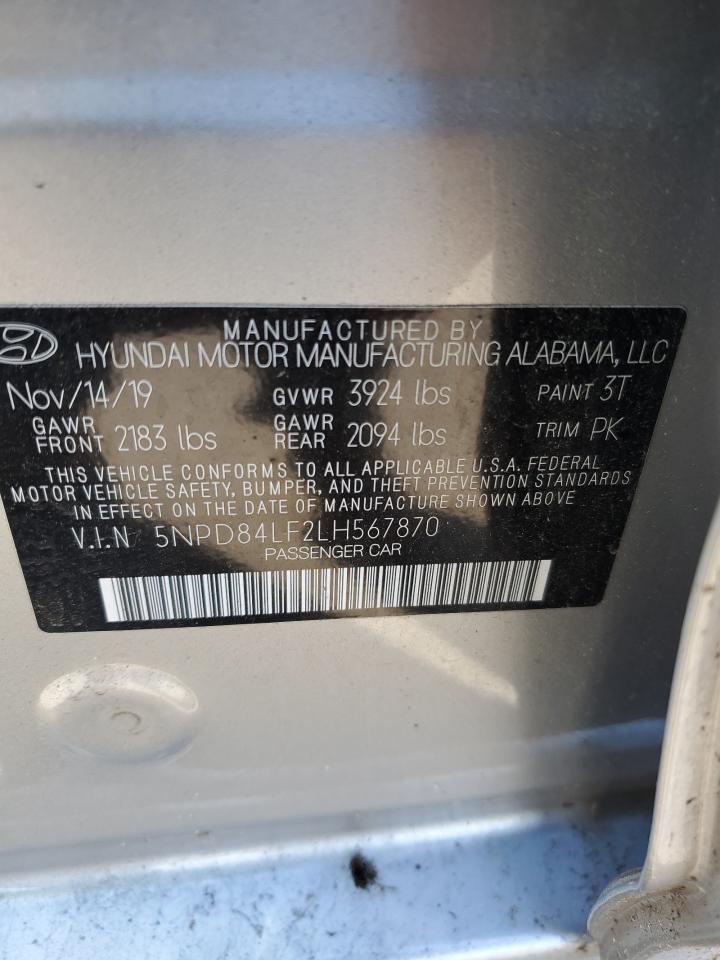 MANUFACTURED BY
HYUNDAI MOTOR MANUFACTURING ALABAMA, LLC
Nov/14/19 GVWR 3924 lbs PAINT 3T
GAWR FRONT 2183 lbs GAWR REAR 2094 lbs TRIM PK
THIS VEHICLE CONFORMS TO ALL APPLICABLE U.S.A. FEDERAL
MOTOR VEHICLE SAFETY, BUMPER, AND THEFT PREVENTION STANDARDS
IN EFFECT ON THE DATE OF MANUFACTURE SHOWN ABOVE
V.I.N 5NPD84LF2LH567870
PASSENGER CAR